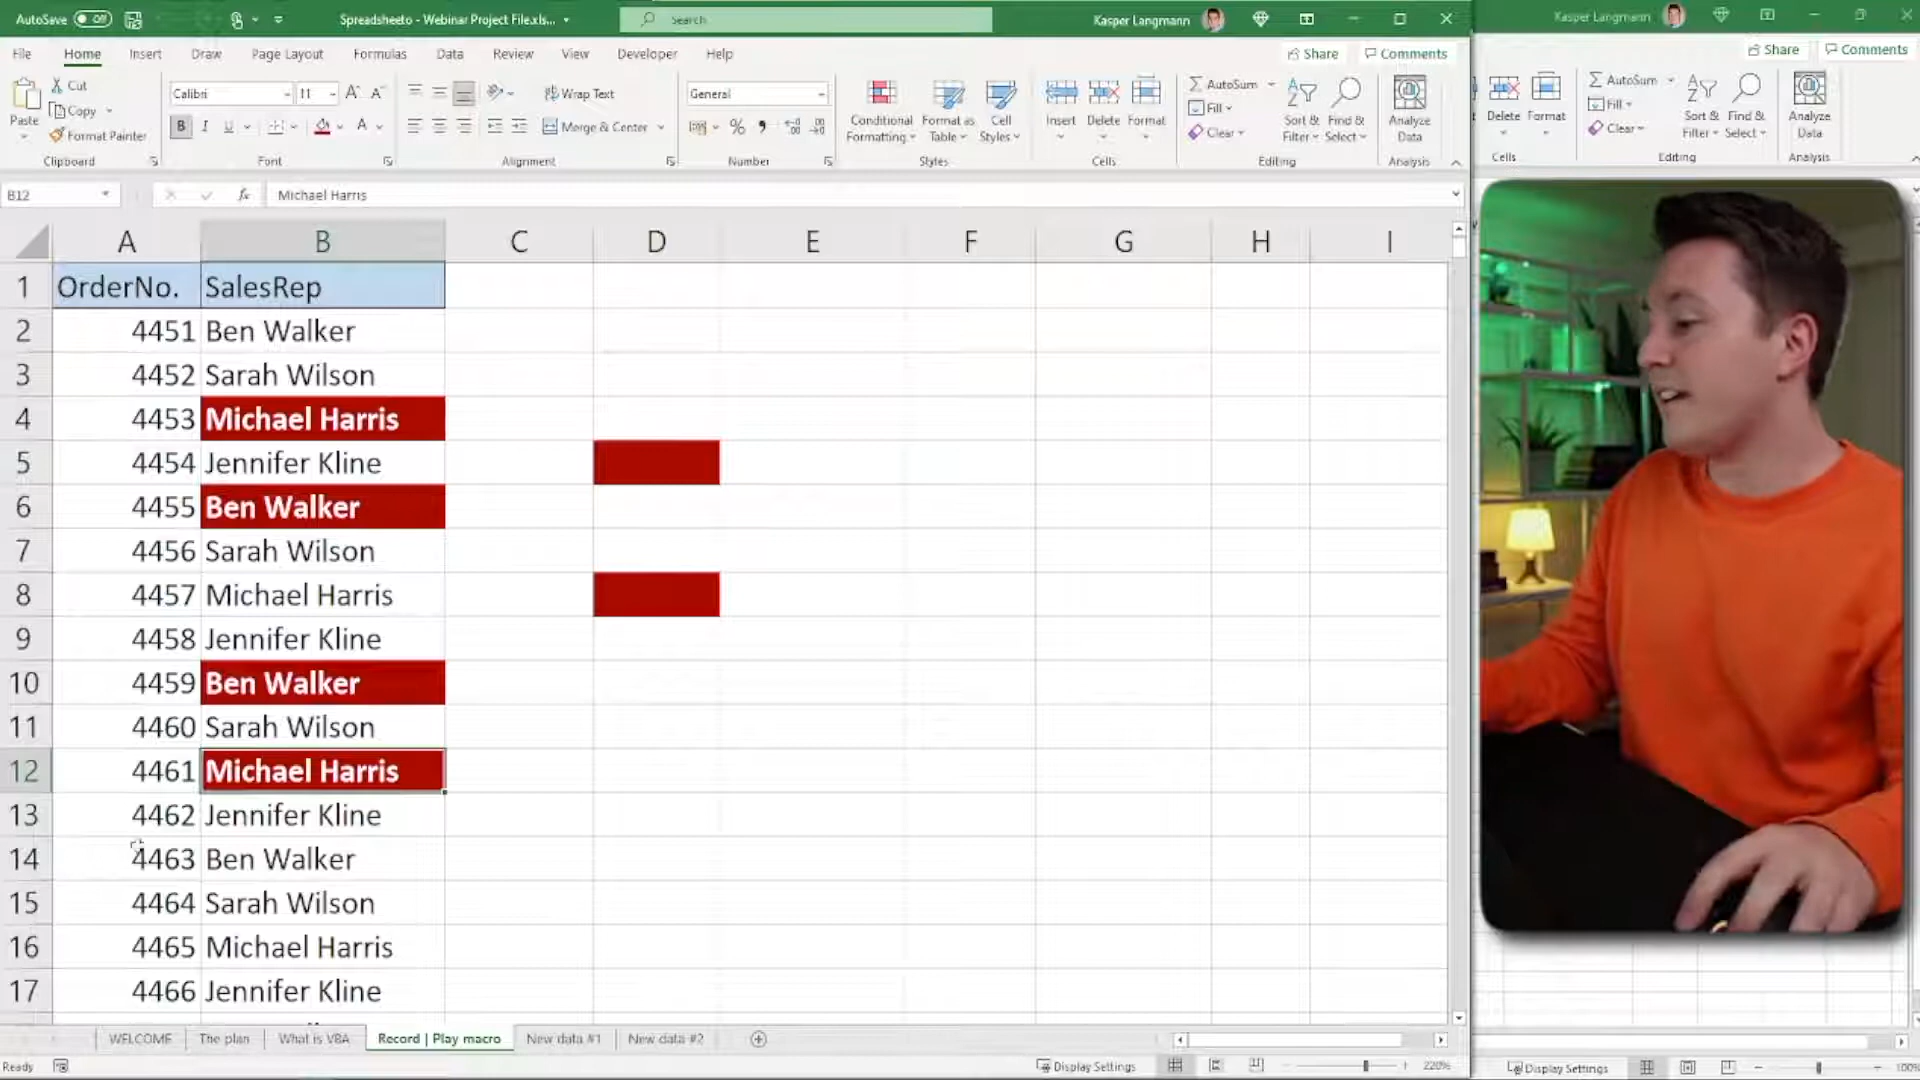 AutoSave Off Spreadsheeto - Webinar Project File.xls... Search Kasper Langmann
Kasper Langmann
File Home Insert Draw Page Layout Formulas Data Review View Developer Help Share Comments
Share Comments
Paste
Cut
Copy
Format Painter
Clipboard
Calibri 11
B I U
Font
Wrap Text
Merge & Center
Alignment
General
%
Number
Conditional Formatting
Format as Table
Cell Styles
Styles
Insert
Delete
Format
Cells
AutoSum
Fill
Clear
Sort & Filter
Find & Select
Editing
Analyze Data
Analysis
Delete
Format
Cells
AutoSum
Fill
Clear
Sort & Filter
Find & Select
Editing
Analyze Data
Analysis
B12 fx Michael Harris
A B C D E F G H I
1 OrderNo. SalesRep
2 4451 Ben Walker
3 4452 Sarah Wilson
4 4453 Michael Harris
5 4454 Jennifer Kline
6 4455 Ben Walker
7 4456 Sarah Wilson
8 4457 Michael Harris
9 4458 Jennifer Kline
10 4459 Ben Walker
11 4460 Sarah Wilson
12 4461 Michael Harris
13 4462 Jennifer Kline
14 4463 Ben Walker
15 4464 Sarah Wilson
16 4465 Michael Harris
17 4466 Jennifer Kline
WELCOME The plan What is VBA Record | Play macro New data #1 New data #2
Ready Display Settings 220%
Display Settings 100%